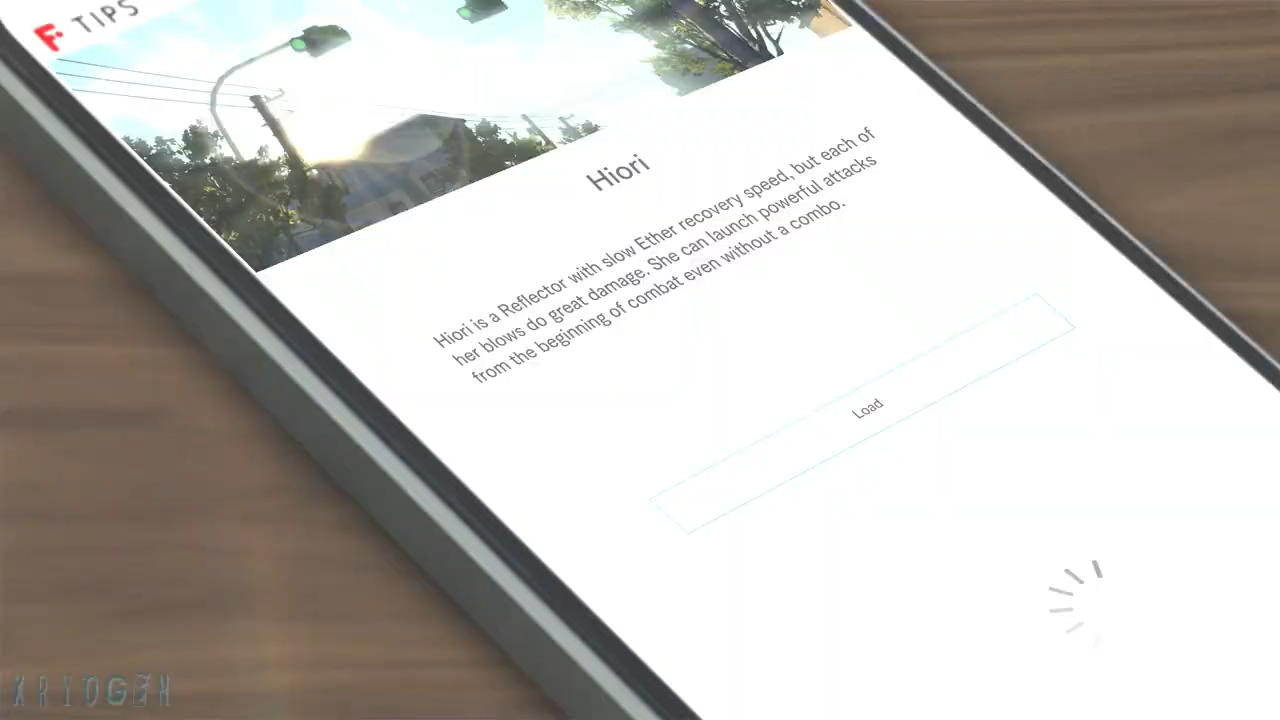 F TIPS
Hiori
Hiori is a Reflector with slow Ether recovery speed, but each of
her blows do great damage. She can launch powerful attacks
from the beginning of combat even without a combo.
Load
XRIDGEN